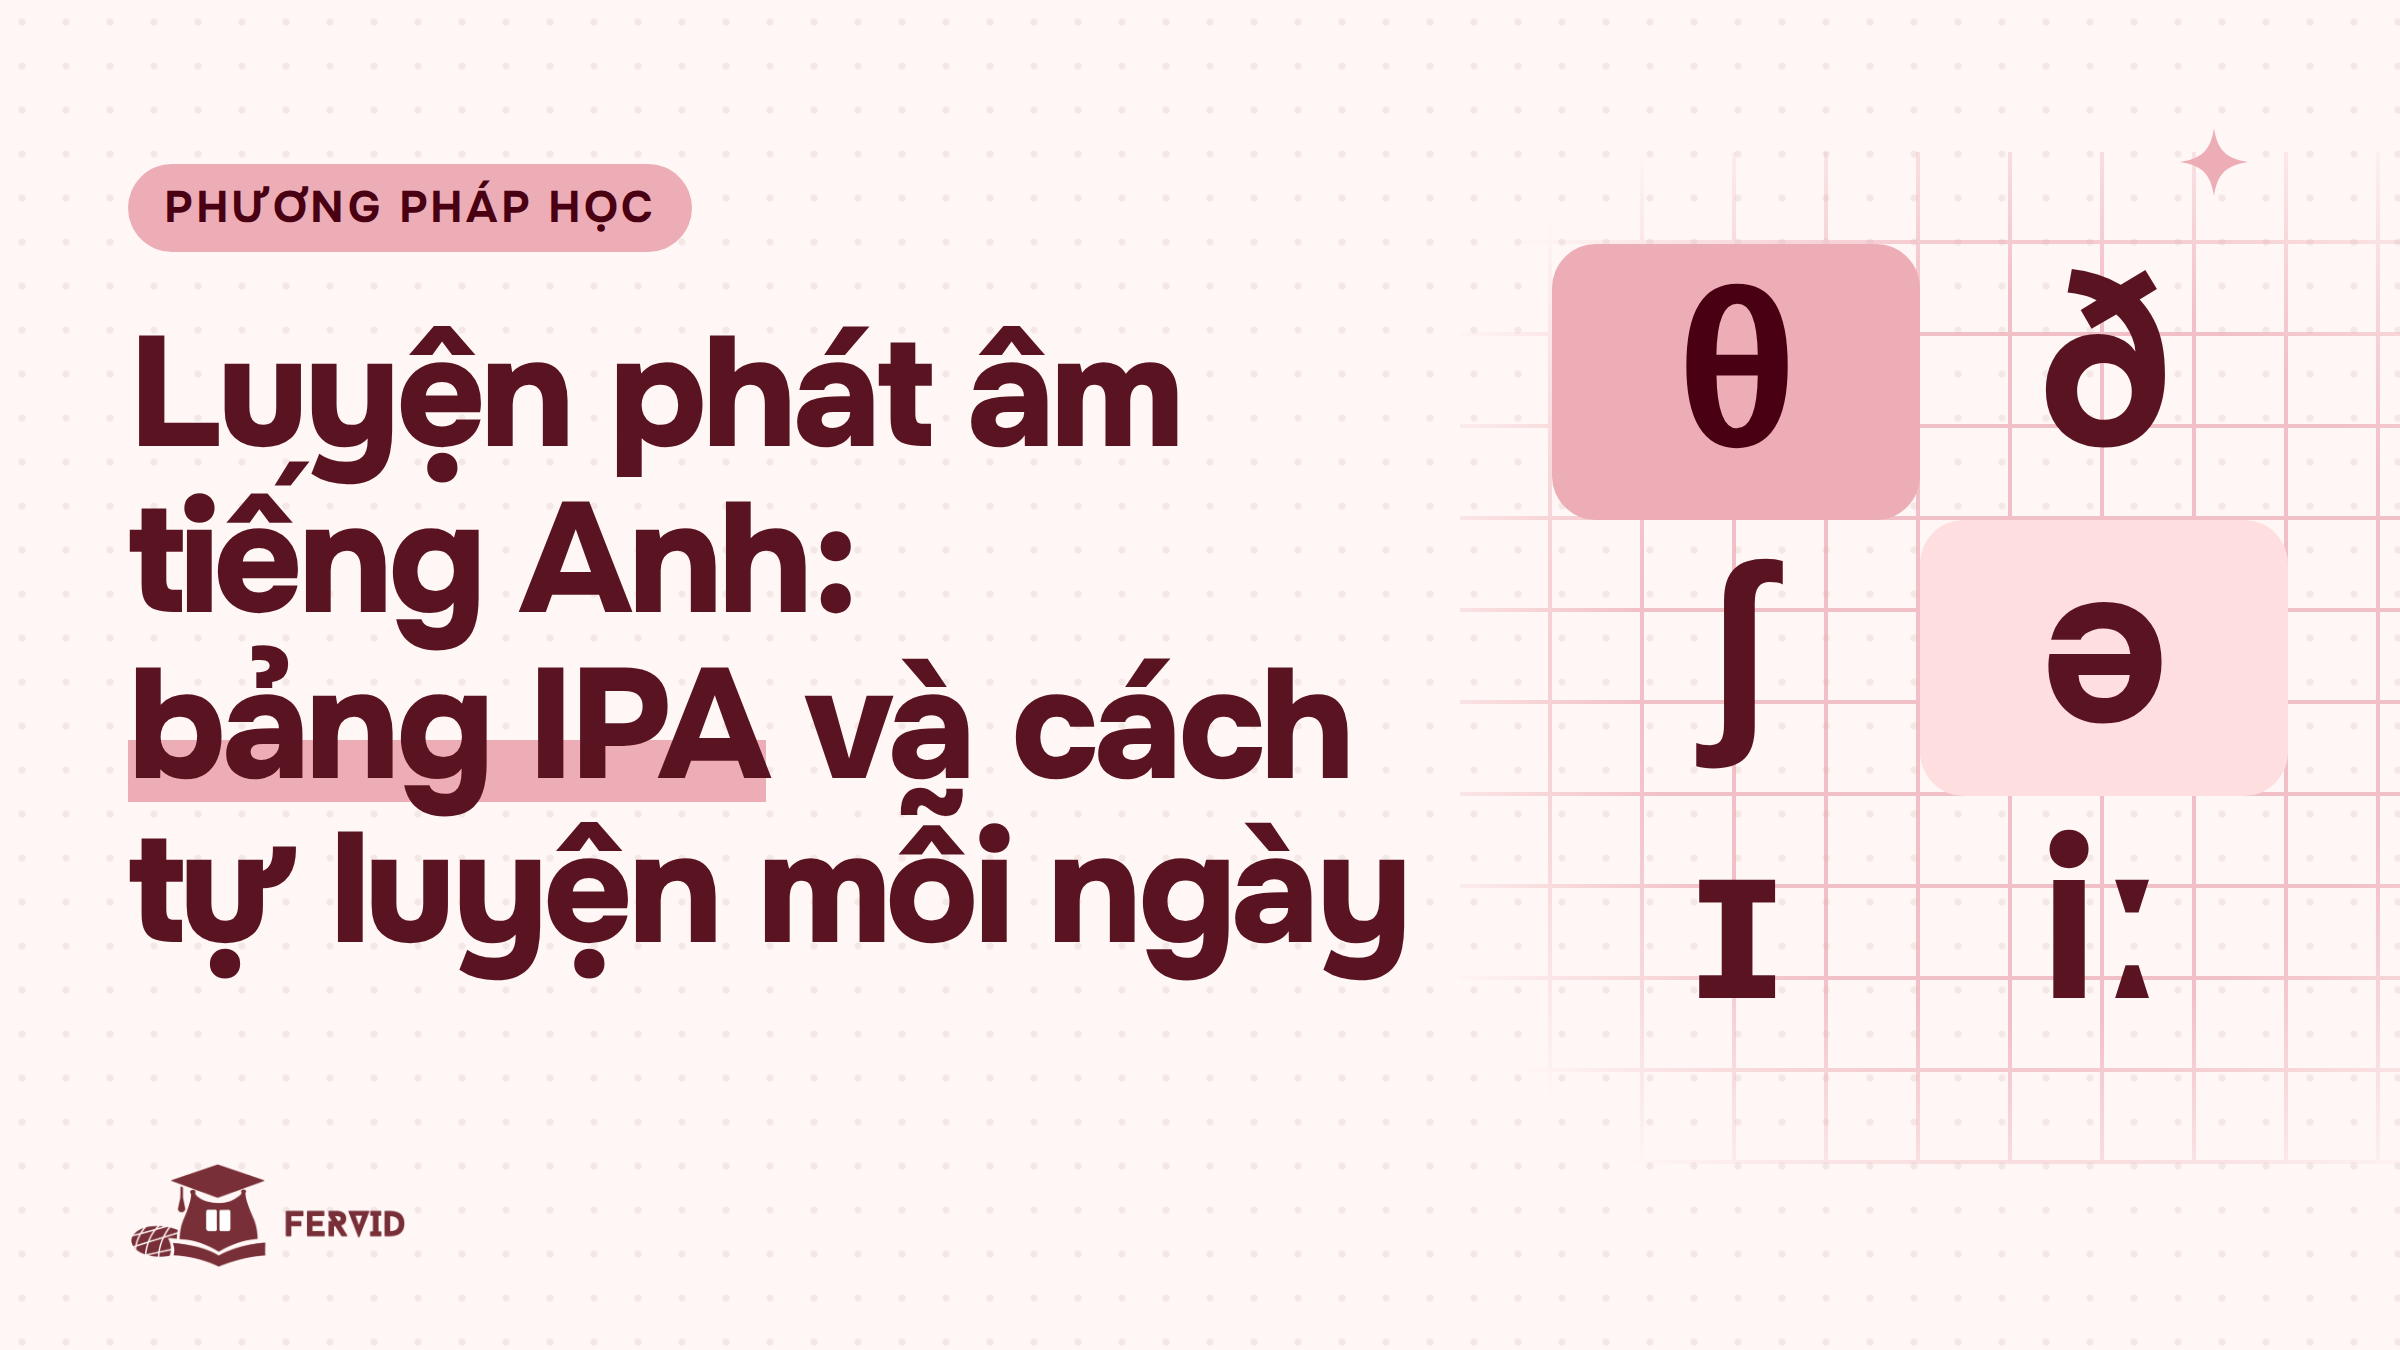 PHƯƠNG PHÁP HỌC
Luyện phát âm
tiếng Anh:
bảng IPA và cách
tự luyện mỗi ngày
θ ð
ʃ ə
ɪ iː
FERVID